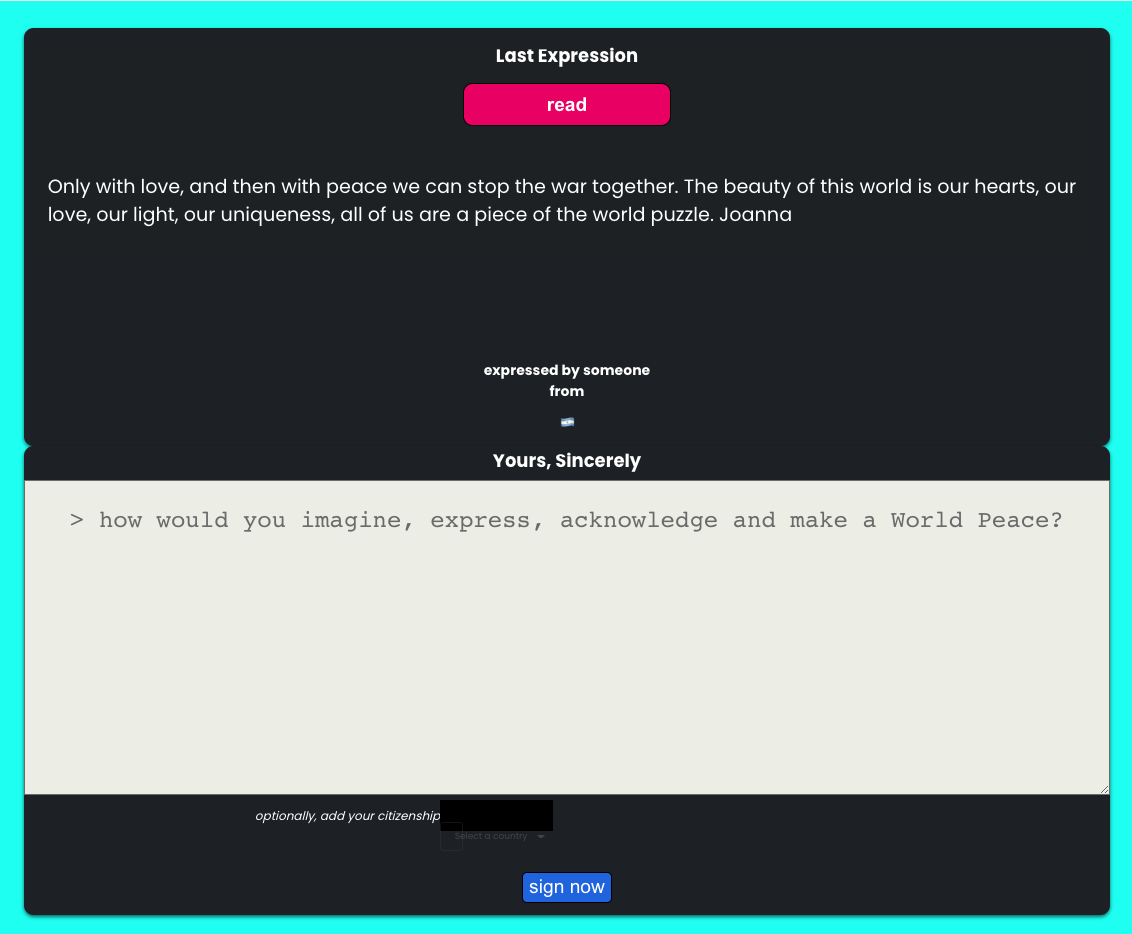 Last Expression
read
Only with love, and then with peace we can stop the war together. The beauty of this world is our hearts, our
love, our light, our uniqueness, all of us are a piece of the world puzzle. Joanna
expressed by someone
from
Yours, Sincerely
> how would you imagine, express, acknowledge and make a World Peace?
optionally, add your citizenship
Select a country
sign now